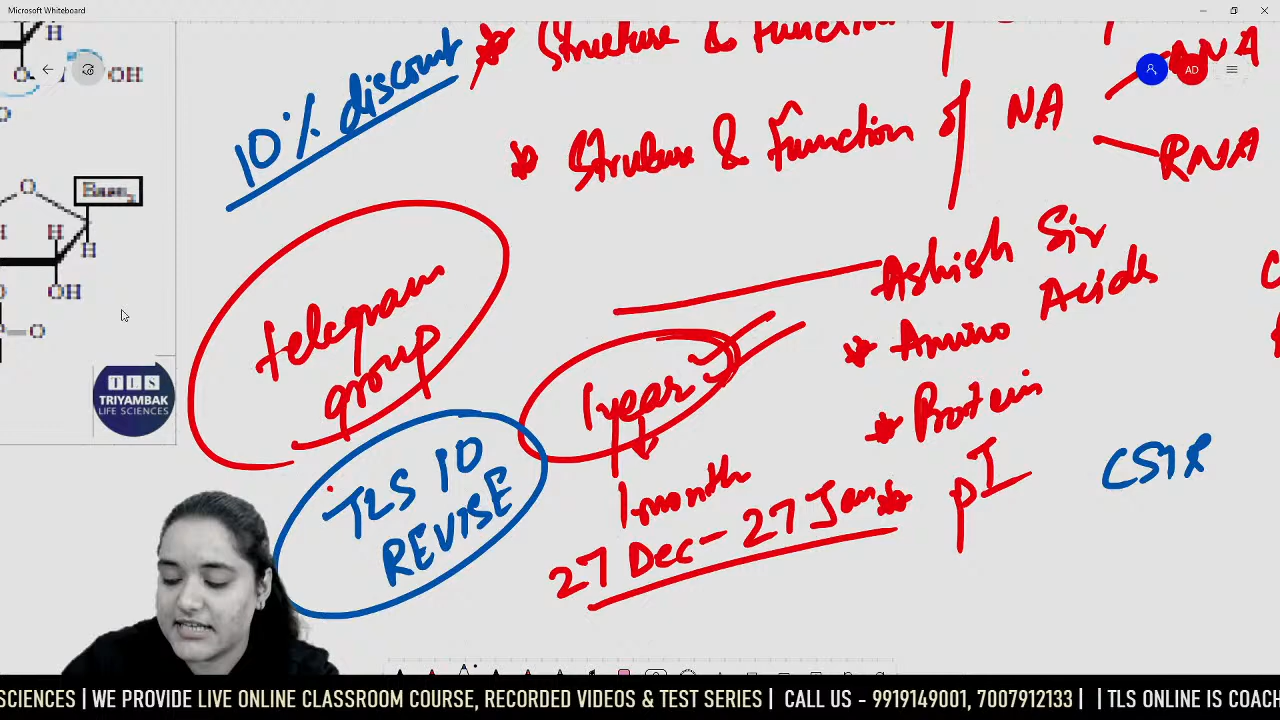 Microsoft Whiteboard
H
O
OH
O
10% discount
* Structure & Function of
* Strubure & Function of NA
RNA
AD
RNA
O
Base
H
H
H
OH
O
telegram
group
Ashish Sir
* Amino Acids
* Protein
* pI
1 year
1 month
27 Dec - 27 Jan
CSIR
TLS
TRIYAMBAK
LIFE SCIENCES
TLS 10
REVISE
SCIENCES | WE PROVIDE LIVE ONLINE CLASSROOM COURSE, RECORDED VIDEOS & TEST SERIES | CALL US - 9919149001, 7007912133 | | TLS ONLINE IS COACH